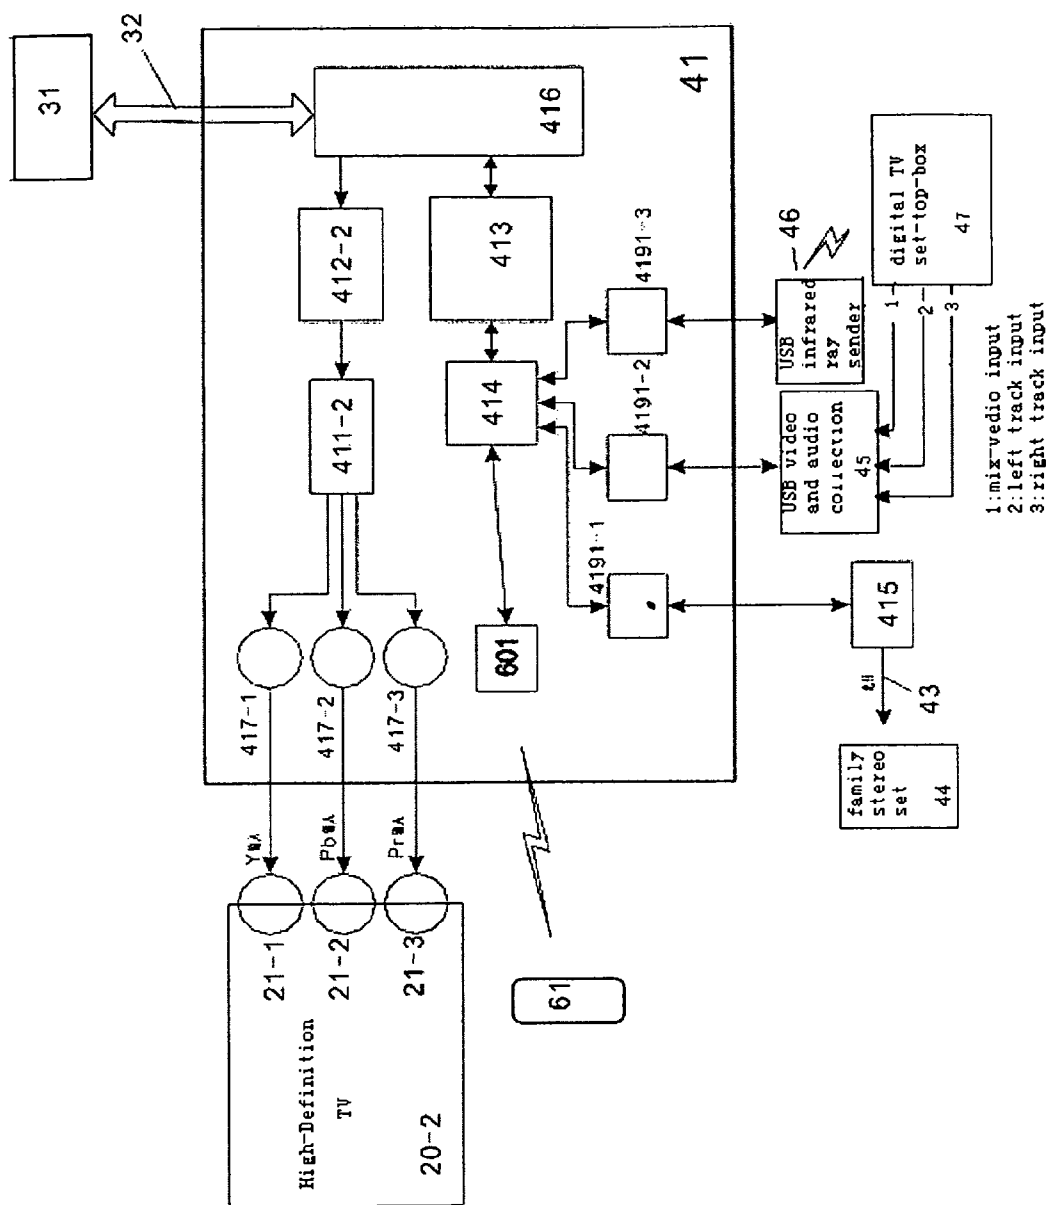 31
32
417-1
Y
21-1
412-2
411-2
417-2
Pb
21-2
High-Definition
TV
417-3
Pr
21-3
20-2
416
413
414
601
61
4191-3
4191-2
4191-1
41
46
USB
infrared
ray
sender
USB video
and audio
collection
45
digital TV
set-top-box
47
1
2
3
415
43
family
stereo
set
44
1:mix-vedio input
2:left track input
3:right track input